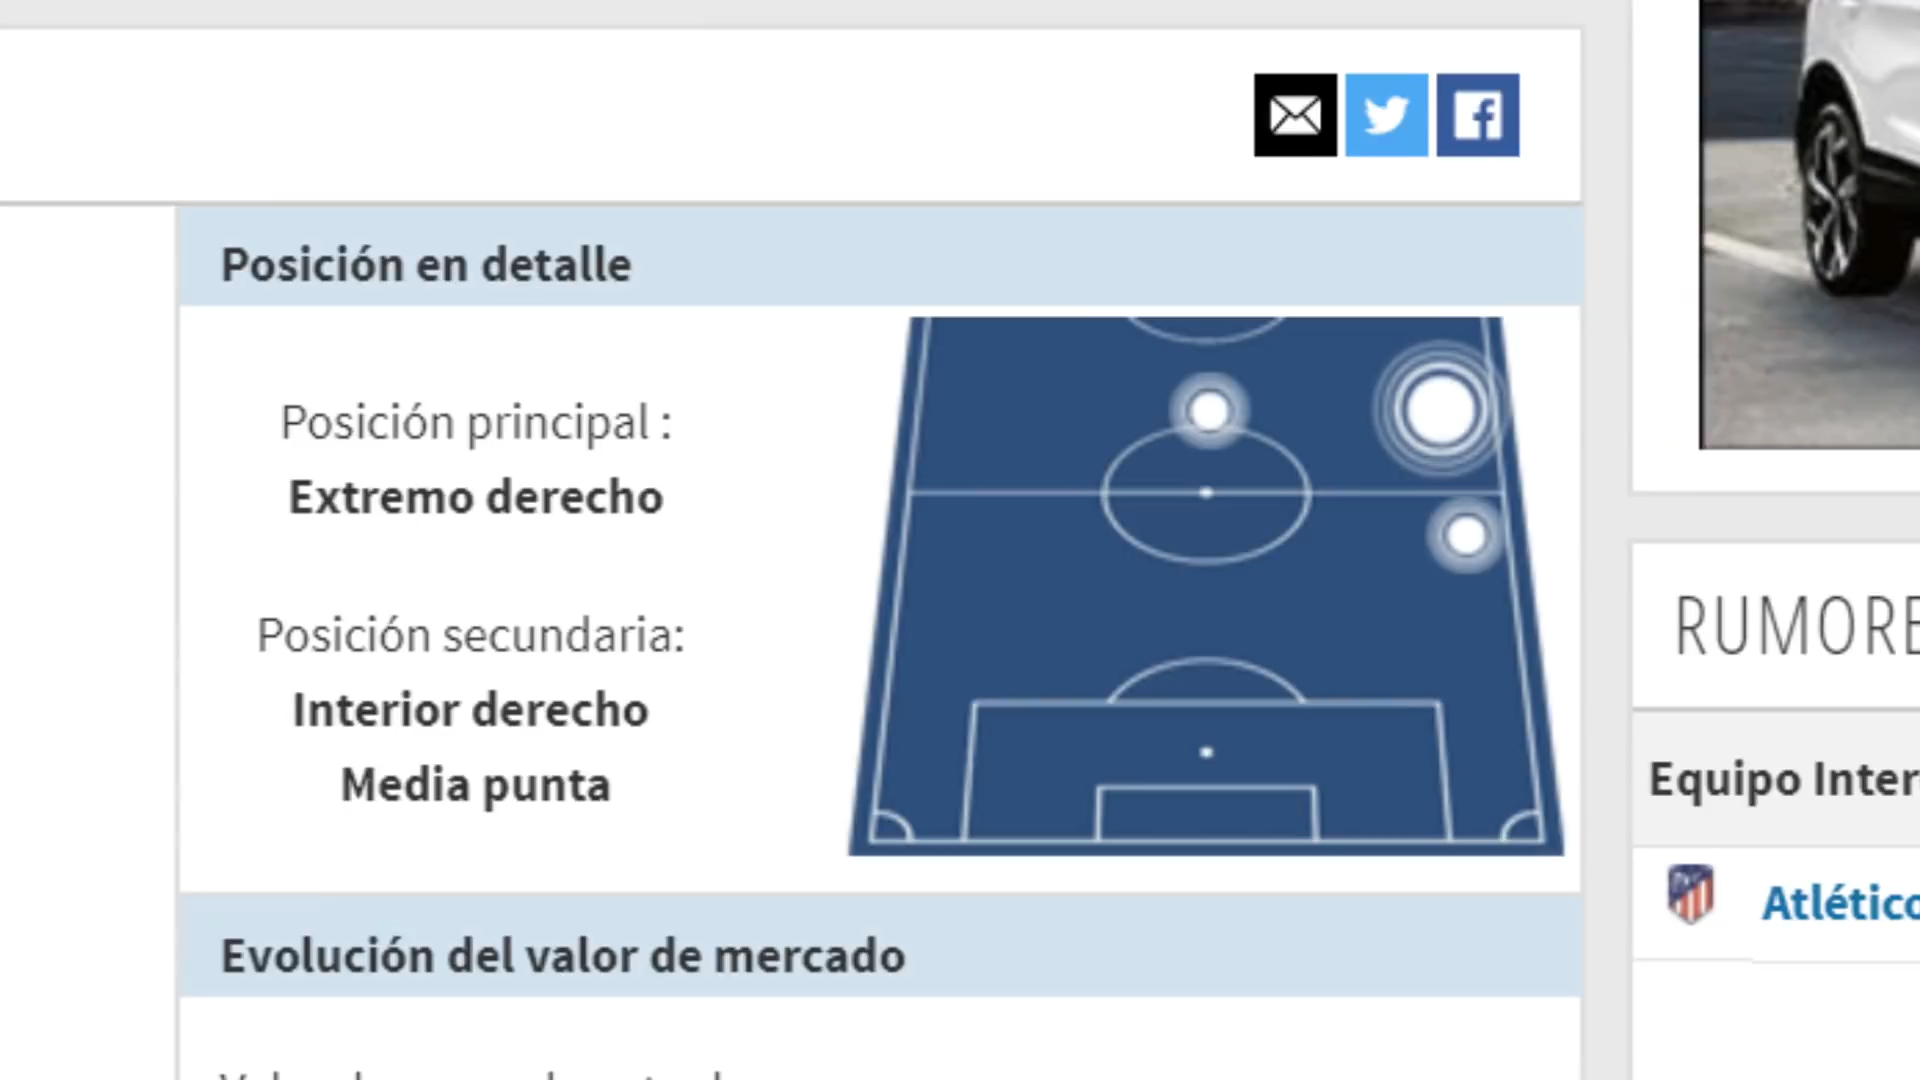 Posición en detalle
Posición principal :
Extremo derecho
Posición secundaria:
Interior derecho
Media punta
Evolución del valor de mercado
RUMORE
Equipo Inter
Atlético